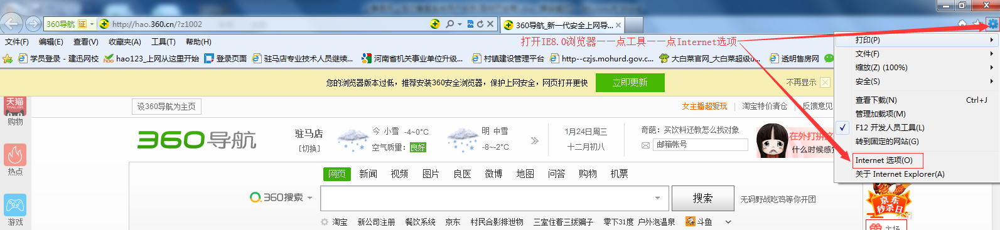 360导航 证 http://hao.360.cn/?z1002 360导航_新一代安全上网导...
文件(F) 编辑(E) 查看(V) 收藏夹(A) 工具(T) 帮助(H)
打开IE8.0浏览器——点工具——点Internet选项
学员登录 - 建迅网校 hao123_上网从这里开始 登录页面 驻马店专业技术人员继续... 河南省机关事业单位升级... 村镇建设管理平台 http--czjs.mohurd.gov.c... 大白菜官网_大白菜超级u... 透明售房网
您的浏览器版本过低，推荐安装360安全浏览器，保护上网安全，网页打开更快 立即更新 不再显示
打印(P)
文件(F)
缩放(Z) (100%)
安全(S)
查看下载(N) Ctrl+J
管理加载项(M)
F12 开发人员工具(L)
转到固定的网站(G)
Internet 选项(O)
关于 Internet Explorer(A)
天猫
TMALL.COM
购物
热点
游戏
设360导航为主页 女主播超爱玩 淘宝特价清仓 反馈意见
360导航
驻马店
[切换]
今 小雪 -4~0°C
空气质量： 良好
明 中雪
-8~-2°C
1月24日周三
十二月初八
奇葩：买饮料还教怎么找对象
邮箱帐号
在外打拼
什么时候感
网页 新闻 视频 图片 良医 微博 地图 问答 购物 机票
360搜索 搜索 无码野战吃鸡等你开团
淘宝 新公司注册 餐饮系统 京东 村民合影排泄物 三室住着三拨骗子 零下31度 户外泡温泉 斗鱼
京东
秒杀日
主场